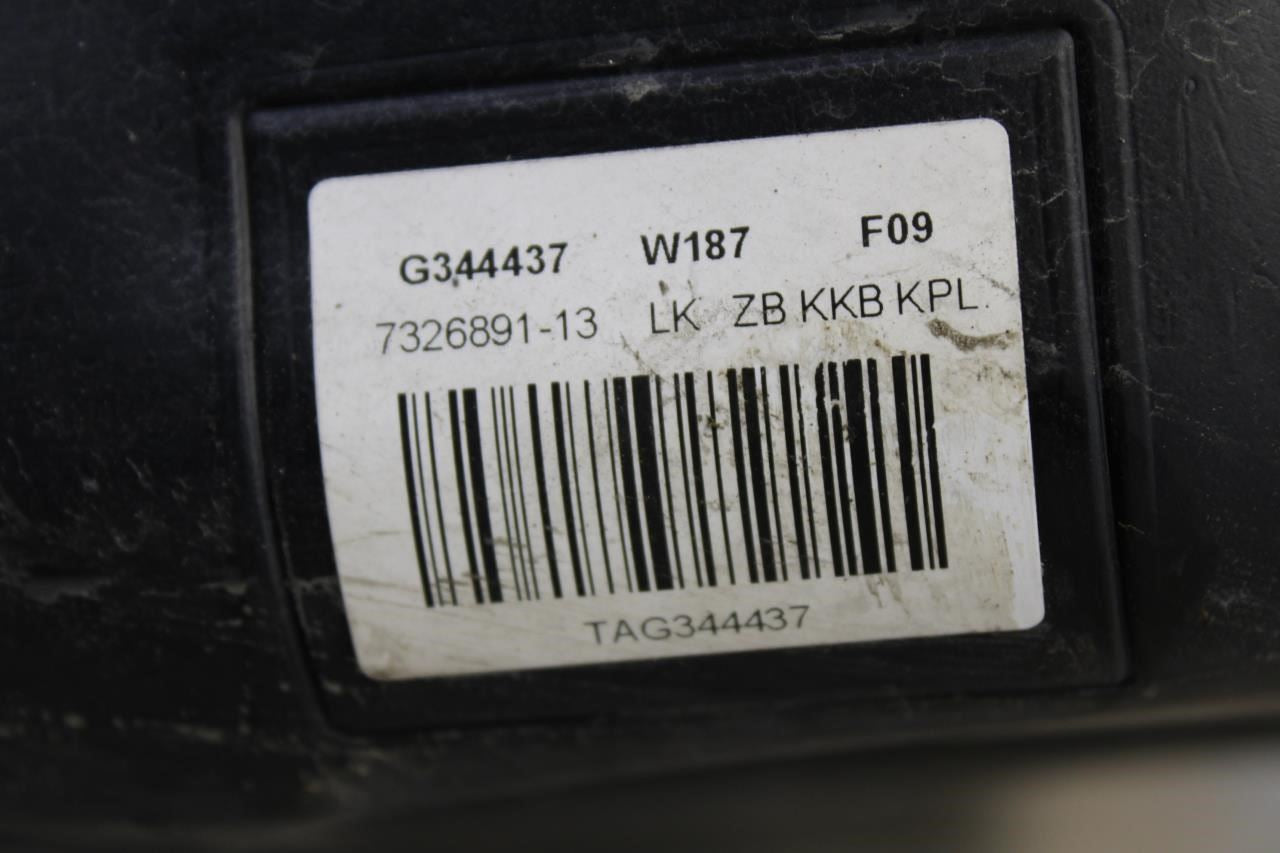 G344437 W187 F09
7326891-13 LK ZB KKB KPL.
TAG344437